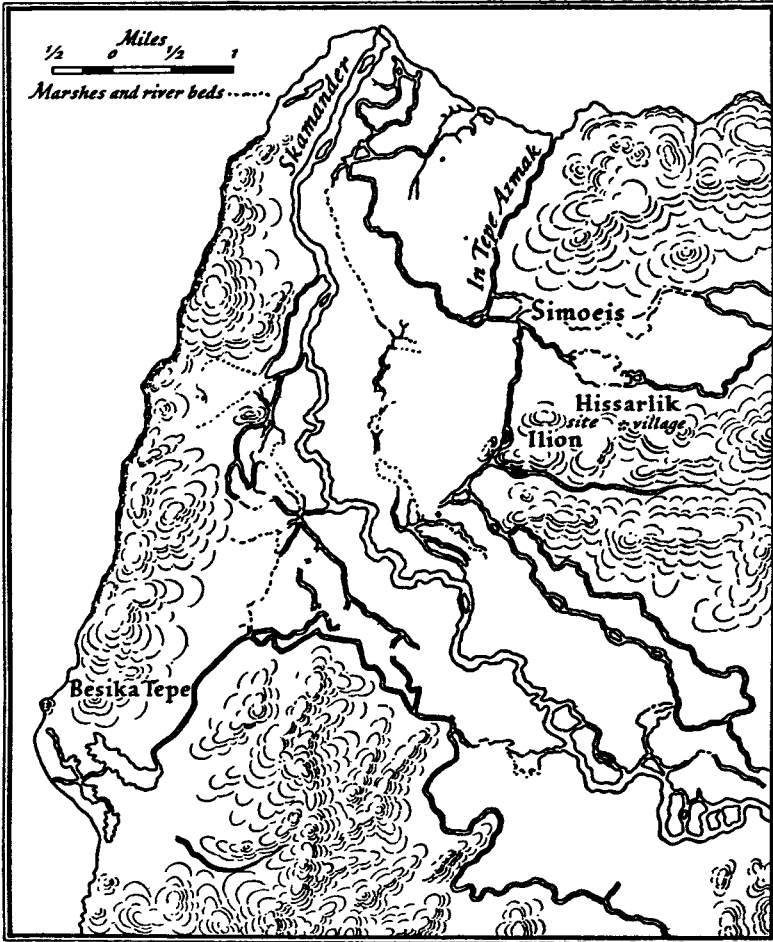 Miles
½ 0 ½ 1
Marshes and river beds
Skamander
In Tepe Azmak
Simoeis
Hissarlik
site village
Ilion
Besika Tepe